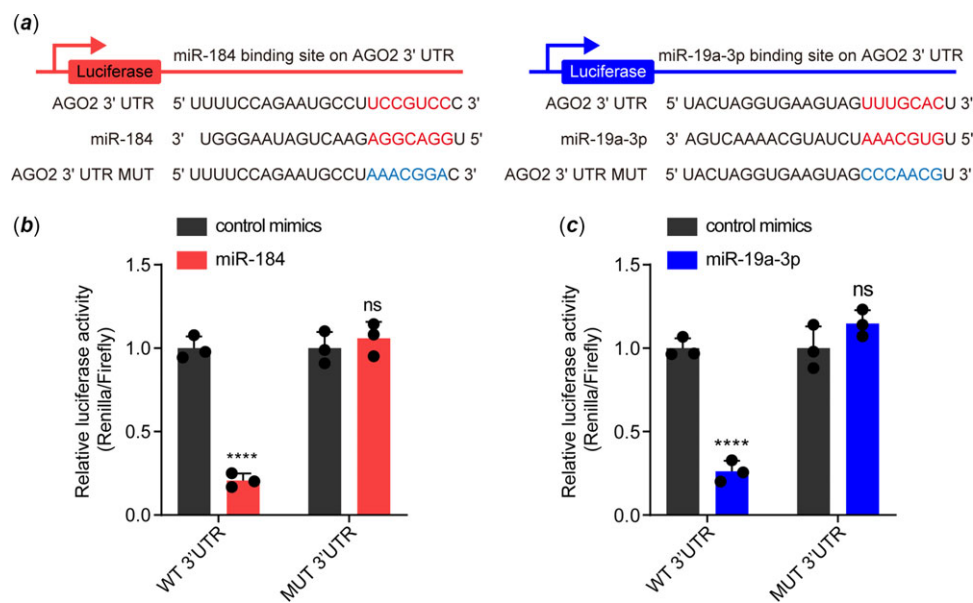 (a)
miR-184 binding site on AGO2 3' UTR
Luciferase
AGO2 3' UTR 5' UUUUCCAGAAUGCCUUCCGUCCC 3'
miR-184 3' UGGGAAUAGUCAAGAGGCAGGU 5'
AGO2 3' UTR MUT 5' UUUUCCAGAAUGCCUAAACGGAC 3'
miR-19a-3p binding site on AGO2 3' UTR
Luciferase
AGO2 3' UTR 5' UACUAGGUGAAGUAGUUUGCACU 3'
miR-19a-3p 3' AGUCAAAACGUAUCUAAACGUGU 5'
AGO2 3' UTR MUT 5' UACUAGGUGAAGUAGCCCAACGU 3'
(b)
control mimics
miR-184
Relative luciferase activity
(Renilla/Firefly)
1.5
1.0
0.5
0.0
****
ns
WT 3'UTR
MUT 3'UTR
(c)
control mimics
miR-19a-3p
Relative luciferase activity
(Renilla/Firefly)
1.5
1.0
0.5
0.0
****
ns
WT 3'UTR
MUT 3'UTR